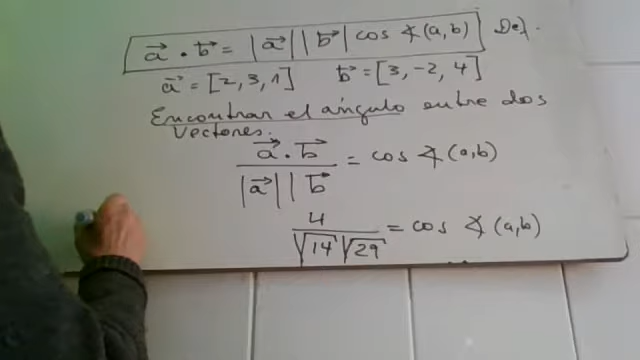 a⃗ · b⃗ = |a⃗| |b⃗| cos ∢(a,b) Def.
a⃗ = [2, 3, 1] b⃗ = [3, -2, 4]
Encontrar el ángulo entre dos
vectores.
a⃗ · b⃗ / |a⃗| | b⃗ = cos ∢(a,b)
4 / √14 √29 = cos ∢(a,b)